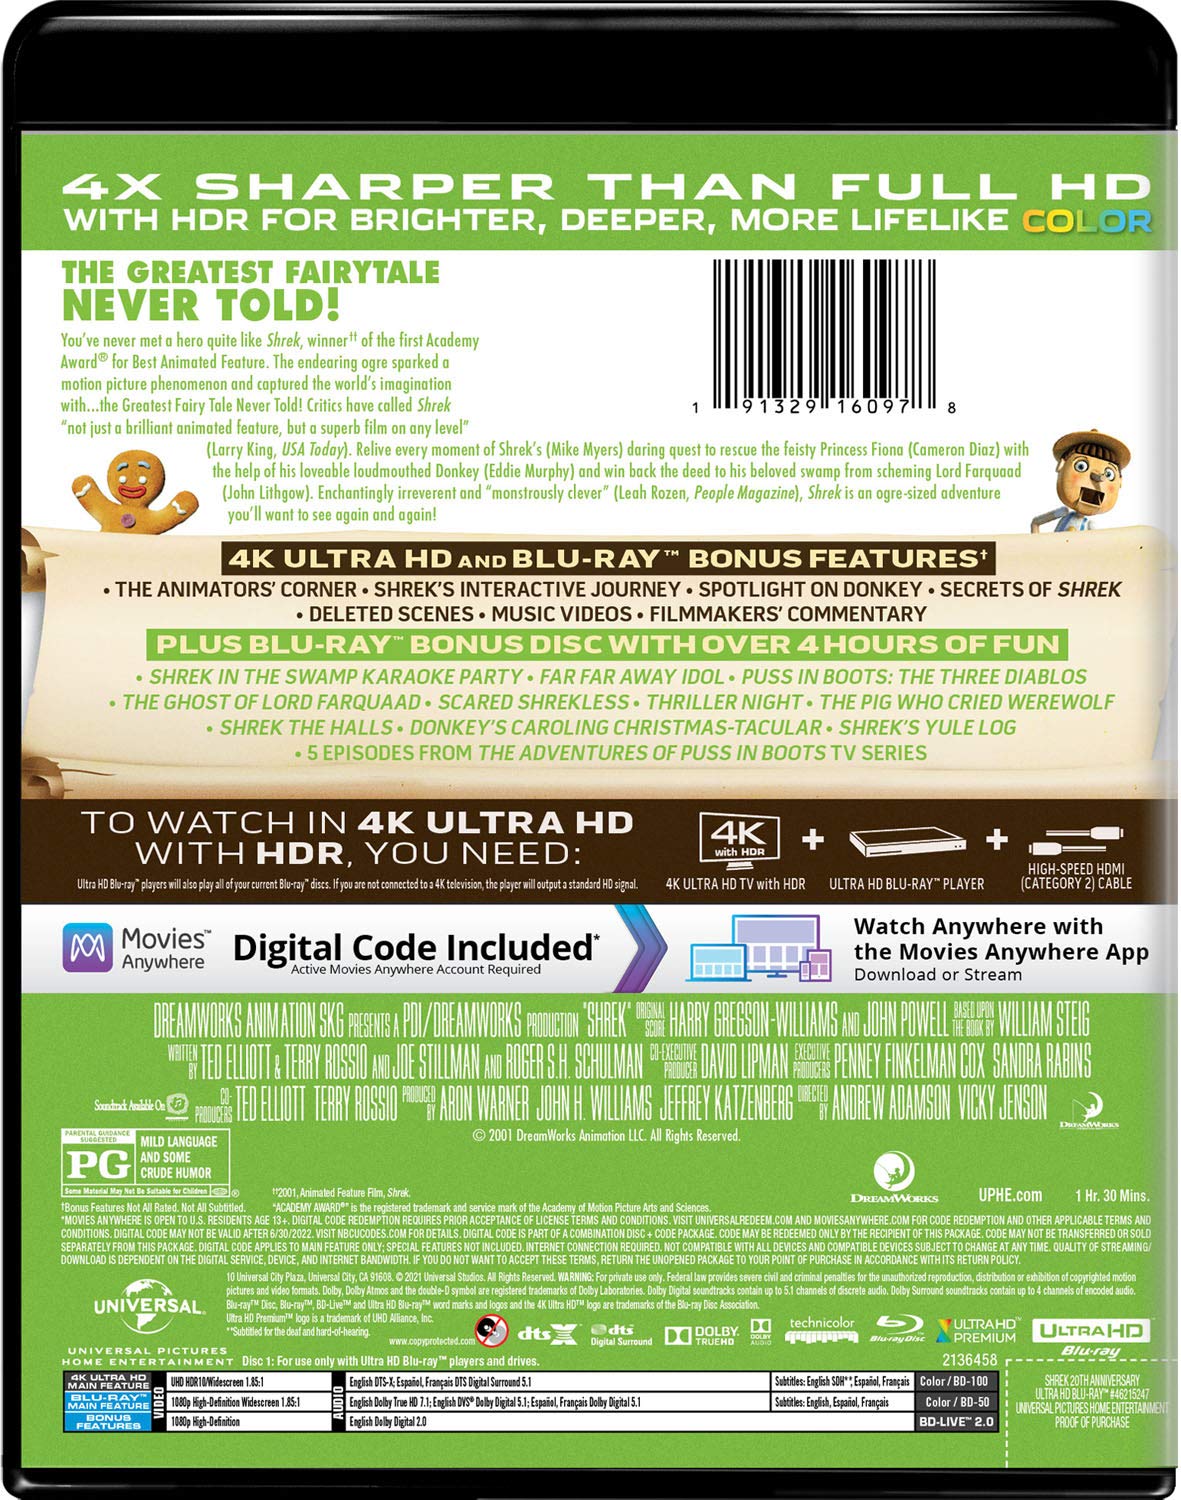 4X SHARPER THAN FULL HD
WITH HDR FOR BRIGHTER, DEEPER, MORE LIFELIKE COLOR
THE GREATEST FAIRYTALE
NEVER TOLD!
You've never met a hero quite like Shrek, winner†† of the first Academy
Award® for Best Animated Feature. The endearing ogre sparked a
motion picture phenomenon and captured the world's imagination
with...the Greatest Fairy Tale Never Told! Critics have called Shrek
"not just a brilliant animated feature, but a superb film on any level"
(Larry King, USA Today). Relive every moment of Shrek's (Mike Myers) daring quest to rescue the feisty Princess Fiona (Cameron Diaz) with
the help of his loveable loudmouthed Donkey (Eddie Murphy) and win back the deed to his beloved swamp from scheming Lord Farquaad
(John Lithgow). Enchantingly irreverent and "monstrously clever" (Leah Rozen, People Magazine), Shrek is an ogre-sized adventure
you'll want to see again and again!
1 91329 16097 8
4K ULTRA HD AND BLU-RAY™ BONUS FEATURES†
• THE ANIMATORS' CORNER • SHREK'S INTERACTIVE JOURNEY • SPOTLIGHT ON DONKEY • SECRETS OF SHREK
• DELETED SCENES • MUSIC VIDEOS • FILMMAKERS' COMMENTARY
PLUS BLU-RAY™ BONUS DISC WITH OVER 4 HOURS OF FUN
• SHREK IN THE SWAMP KARAOKE PARTY • FAR FAR AWAY IDOL • PUSS IN BOOTS: THE THREE DIABLOS
• THE GHOST OF LORD FARQUAAD • SCARED SHREKLESS • THRILLER NIGHT • THE PIG WHO CRIED WEREWOLF
• SHREK THE HALLS • DONKEY'S CAROLING CHRISTMAS-TACULAR • SHREK'S YULE LOG
• 5 EPISODES FROM THE ADVENTURES OF PUSS IN BOOTS TV SERIES
TO WATCH IN 4K ULTRA HD
WITH HDR, YOU NEED:
Ultra HD Blu-ray™ players will also play all of your current Blu-ray™ discs. If you are not connected to a 4K television, the player will output a standard HD signal.
4K
with HDR
+
+
4K ULTRA HD TV with HDR
ULTRA HD BLU-RAY™ PLAYER
HIGH-SPEED HDMI
(CATEGORY 2) CABLE
Movies™
Anywhere
Digital Code Included*
Active Movies Anywhere Account Required
Watch Anywhere with
the Movies Anywhere App
Download or Stream
DREAMWORKS ANIMATION SKG PRESENTS A PDI/DREAMWORKS PRODUCTION "SHREK" ORIGINAL SCORE HARRY GREGSON-WILLIAMS AND JOHN POWELL BASED UPON THE BOOK BY WILLIAM STEIG
WRITTEN BY TED ELLIOTT & TERRY ROSSIO AND JOE STILLMAN AND ROGER S.H. SCHULMAN CO-EXECUTIVE PRODUCER DAVID LIPMAN EXECUTIVE PRODUCERS PENNEY FINKELMAN COX SANDRA RABINS
Soundtrack Available On
CO-PRODUCERS TED ELLIOTT TERRY ROSSIO PRODUCED BY ARON WARNER JOHN H. WILLIAMS JEFFREY KATZENBERG DIRECTED BY ANDREW ADAMSON VICKY JENSON
DREAMWORKS
© 2001 DreamWorks Animation LLC. All Rights Reserved.
PARENTAL GUIDANCE SUGGESTED
PG
MILD LANGUAGE
AND SOME
CRUDE HUMOR
Some Material May Not Be Suitable for Children
®
DREAMWORKS
UPHE.com
1 Hr. 30 Mins.
††2001, Animated Feature Film, Shrek.
†Bonus Features Not All Rated. Not All Subtitled. "ACADEMY AWARD®" is the registered trademark and service mark of the Academy of Motion Picture Arts and Sciences.
*MOVIES ANYWHERE IS OPEN TO U.S. RESIDENTS AGE 13+. DIGITAL CODE REDEMPTION REQUIRES PRIOR ACCEPTANCE OF LICENSE TERMS AND CONDITIONS. VISIT UNIVERSALREDEEM.COM AND MOVIESANYWHERE.COM FOR CODE REDEMPTION AND OTHER APPLICABLE TERMS AND
CONDITIONS. DIGITAL CODE MAY NOT BE VALID AFTER 6/30/2022. VISIT NBCUCODES.COM FOR DETAILS. DIGITAL CODE IS PART OF A COMBINATION DISC + CODE PACKAGE. CODE MAY BE REDEEMED ONLY BY THE RECIPIENT OF THIS PACKAGE. CODE MAY NOT BE TRANSFERRED OR SOLD
SEPARATELY FROM THIS PACKAGE. DIGITAL CODE APPLIES TO MAIN FEATURE ONLY; SPECIAL FEATURES NOT INCLUDED. INTERNET CONNECTION REQUIRED. NOT COMPATIBLE WITH ALL DEVICES AND COMPATIBLE DEVICES SUBJECT TO CHANGE AT ANY TIME. QUALITY OF STREAMING/
DOWNLOAD IS DEPENDENT ON THE DIGITAL SERVICE, DEVICE, AND INTERNET BANDWIDTH. IF YOU DO NOT WANT TO ACCEPT THESE TERMS, RETURN THE UNOPENED PACKAGE TO YOUR POINT OF PURCHASE IN ACCORDANCE WITH ITS RETURN POLICY.
UNIVERSAL
UNIVERSAL PICTURES
HOME ENTERTAINMENT
10 Universal City Plaza, Universal City, CA 91608. © 2021 Universal Studios. All Rights Reserved. WARNING: For private use only. Federal law provides severe civil and criminal penalties for the unauthorized reproduction, distribution or exhibition of copyrighted motion
pictures and video formats. Dolby, Dolby Atmos and the double-D symbol are registered trademarks of Dolby Laboratories. Dolby Digital soundtracks contain up to 5.1 channels of discrete audio. Dolby Surround soundtracks contain up to 4 channels of encoded audio.
Blu-ray™ Disc, Blu-ray™, BD-Live™ and Ultra HD Blu-ray™ word marks and logos and the 4K Ultra HD™ logo are trademarks of the Blu-ray Disc Association.
Ultra HD Premium™ logo is a trademark of UHD Alliance, Inc.
**Subtitled for the deaf and hard-of-hearing.
www.copyprotected.com
dts X
dts Digital Surround
DOLBY TRUEHD
DOLBY AUDIO
technicolor
Blu-ray Disc
ULTRAHD™ PREMIUM
ULTRA HD Blu-ray
Disc 1: For use only with Ultra HD Blu-ray™ players and drives.
2136458
4K ULTRA HD MAIN FEATURE
BLU-RAY™ MAIN FEATURE
BONUS FEATURES
VIDEO
UHD HDR10/Widescreen 1.85:1
1080p High-Definition Widescreen 1.85:1
1080p High-Definition
AUDIO
English DTS-X; Español, Français DTS Digital Surround 5.1
English Dolby True HD 7.1; English DVS® Dolby Digital 5.1; Español, Français Dolby Digital 5.1
English Dolby Digital 2.0
Subtitles: English SDH**, Español, Français
Subtitles: English, Español, Français
Color / BD-100
Color / BD-50
BD-LIVE™ 2.0
SHREK 20TH ANNIVERSARY
ULTRA HD BLU-RAY™ #46215247
UNIVERSAL PICTURES HOME ENTERTAINMENT
PROOF OF PURCHASE